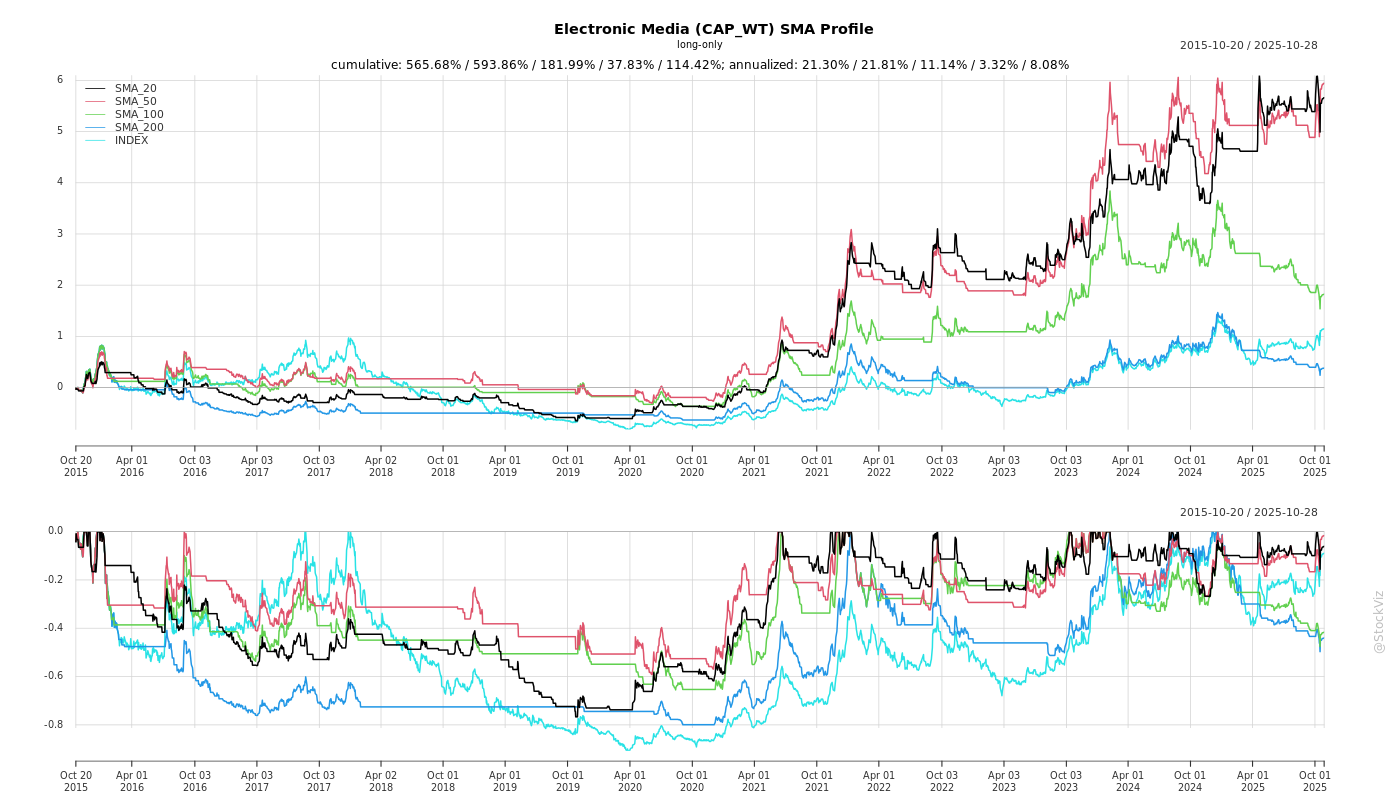 Electronic Media (CAP_WT) SMA Profile
long-only
2015-10-20 / 2025-10-28
cumulative: 565.68% / 593.86% / 181.99% / 37.83% / 114.42%; annualized: 21.30% / 21.81% / 11.14% / 3.32% / 8.08%
SMA_20
SMA_50
SMA_100
SMA_200
INDEX
6
5
4
3
2
1
0
Oct 20 Apr 01 Oct 03 Apr 03 Oct 03 Apr 02 Oct 01 Apr 01 Oct 01 Apr 01 Oct 01 Apr 01 Oct 01 Apr 01 Oct 03 Apr 03 Oct 03 Apr 01 Oct 01 Apr 01 Oct 01
2015 2016 2016 2017 2017 2018 2018 2019 2019 2020 2020 2021 2021 2022 2022 2023 2023 2024 2024 2025 2025
2015-10-20 / 2025-10-28
0.0
-0.2
-0.4
-0.6
-0.8
Oct 20 Apr 01 Oct 03 Apr 03 Oct 03 Apr 02 Oct 01 Apr 01 Oct 01 Apr 01 Oct 01 Apr 01 Oct 01 Apr 01 Oct 03 Apr 03 Oct 03 Apr 01 Oct 01 Apr 01 Oct 01
2015 2016 2016 2017 2017 2018 2018 2019 2019 2020 2020 2021 2021 2022 2022 2023 2023 2024 2024 2025 2025
@StockViz